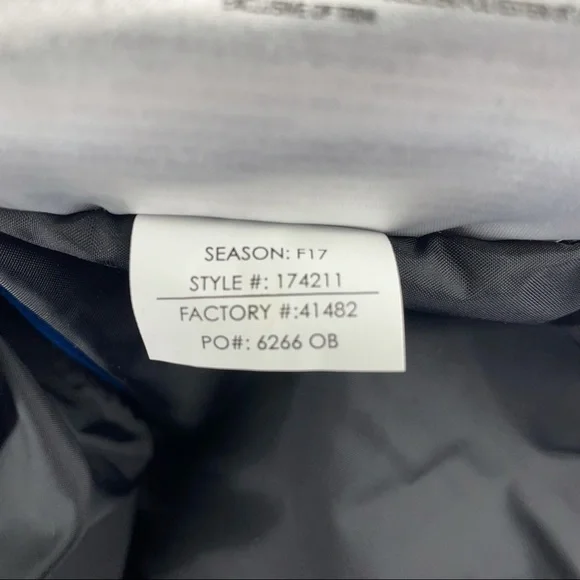 SEASON: F17
STYLE #: 174211
FACTORY #:41482
PO#: 6266 OB